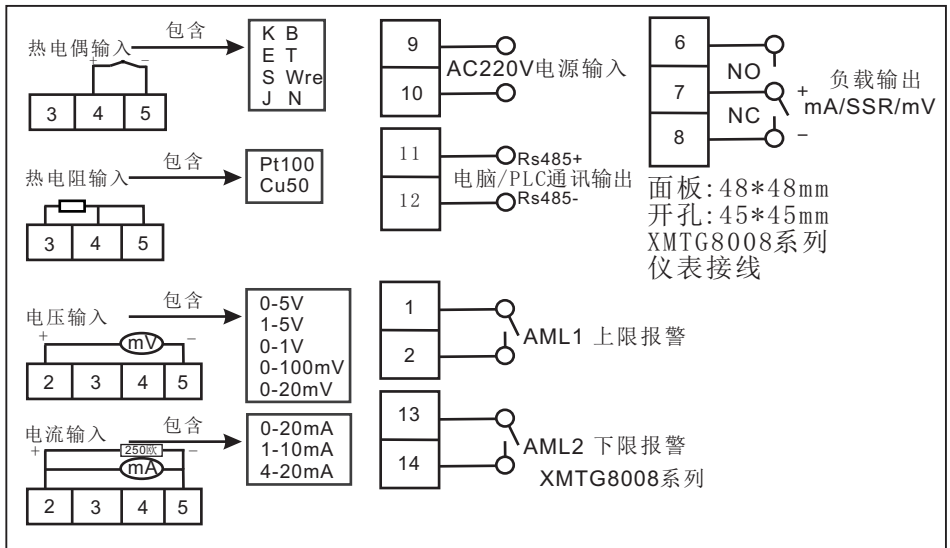 热电偶输入
包含
K B
E T
S Wre
J N
+ −
3 4 5
热电阻输入
包含
Pt100
Cu50
3 4 5
电压输入
包含
0-5V
1-5V
0-1V
0-100mV
0-20mV
+ mV −
2 3 4 5
电流输入
包含
0-20mA
1-10mA
4-20mA
+ 250欧 −
mA
2 3 4 5
9
AC220V电源输入
10
11
Rs485+
电脑/PLC通讯输出
12
Rs485-
1
AML1 上限报警
2
13
AML2 下限报警
14
XMTG8008系列
6
NO
7
+
负载输出
mA/SSR/mV
NC
8
−
面板:48*48mm
开孔:45*45mm
XMTG8008系列
仪表接线